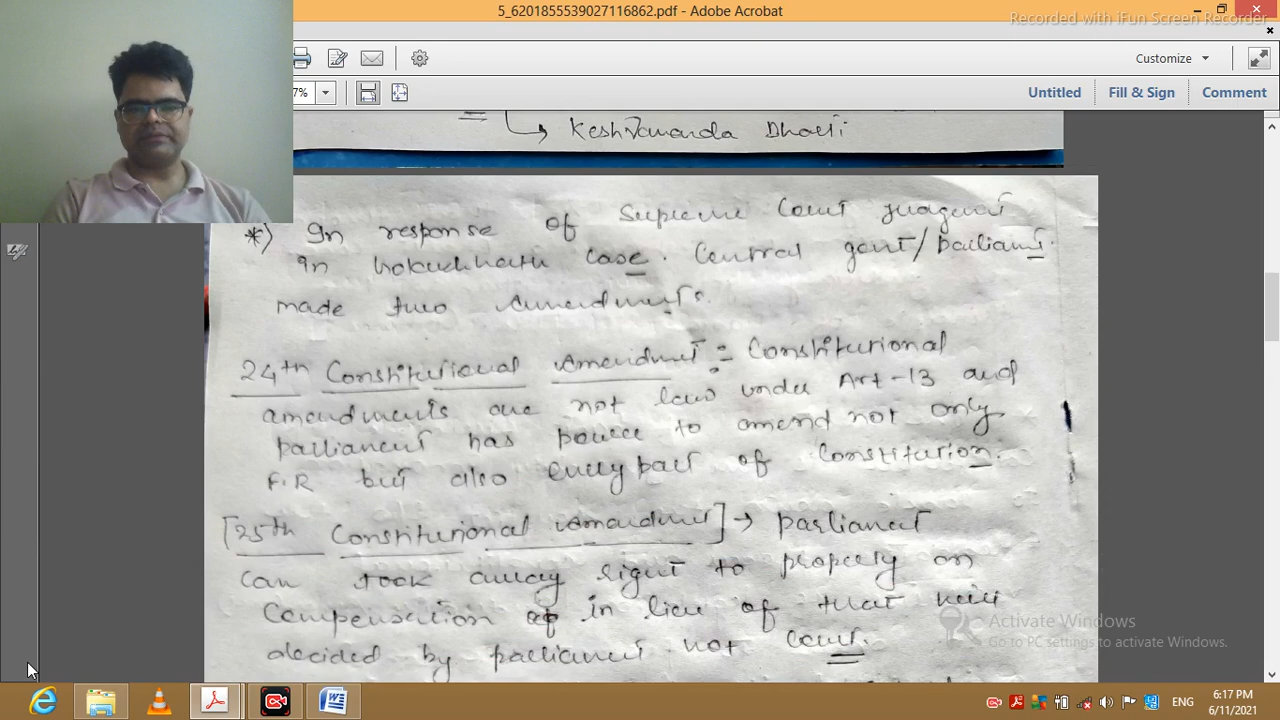 5_6201855539027116862.pdf - Adobe Acrobat
Recorded with iFun Screen Recorder
Customize
7%
Untitled
Fill & Sign
Comment
Keshvananda Bharti
*) In response of Supreme Court judgement
in Golakhnath case. Central govt/parliament
made two Amendments.
24th Constitutional Amendment : Constitutional
amendments are not law under Art-13 and
parliament has power to amend not only
F.R but also every part of Constitution.
[25th Constitutional Amendment] → parliament
can took away right to property on
compensation in lieu of that will
decided by parliament not court.
Activate Windows
Go to PC settings to activate Windows.
ENG
6:17 PM
6/11/2021